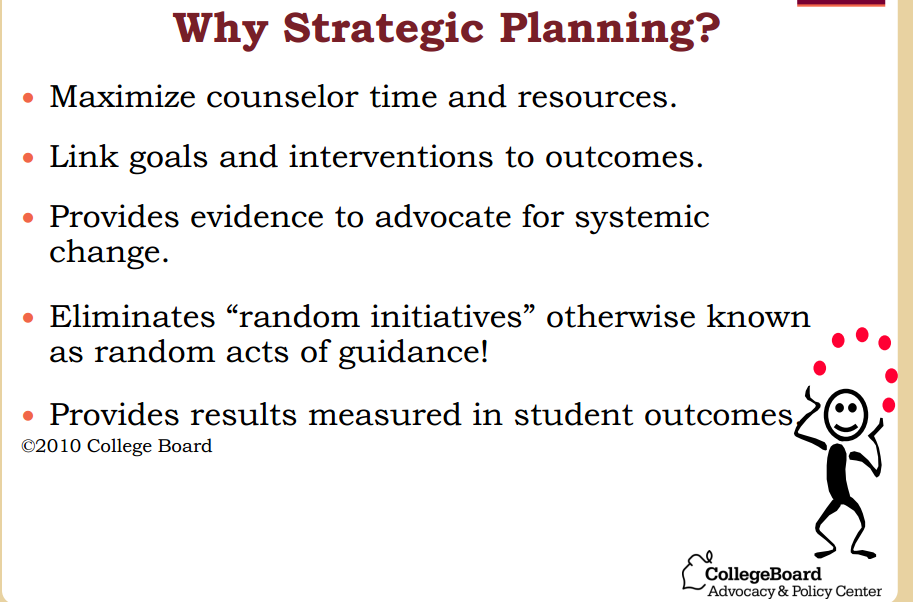 Why Strategic Planning?
• Maximize counselor time and resources.
• Link goals and interventions to outcomes.
• Provides evidence to advocate for systemic
change.
• Eliminates “random initiatives” otherwise known
as random acts of guidance!
• Provides results measured in student outcomes.
©2010 College Board
CollegeBoard
Advocacy & Policy Center